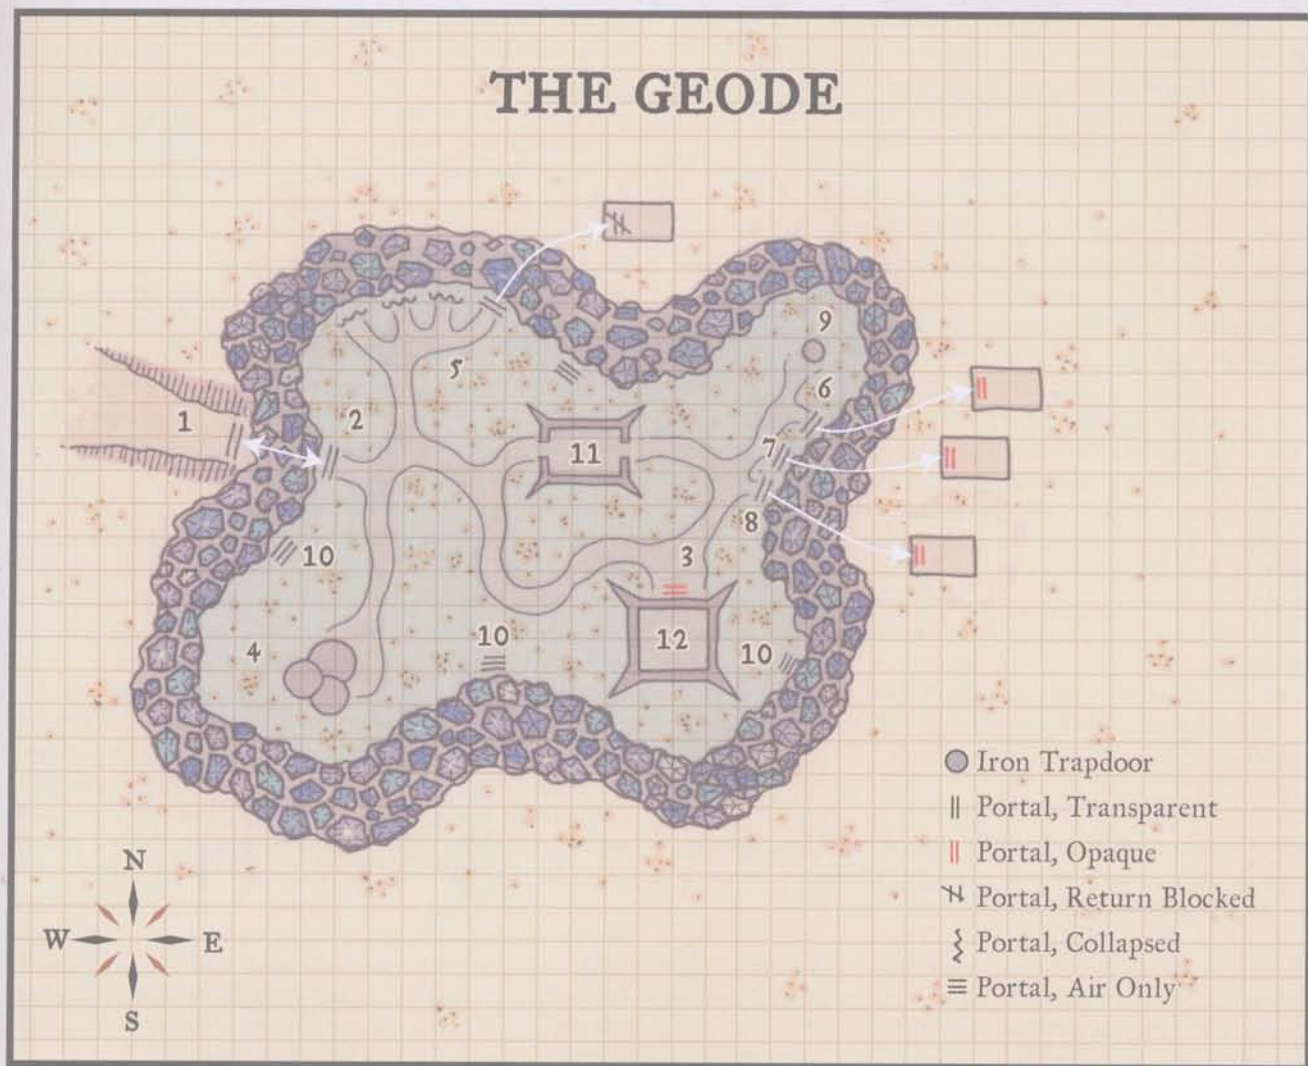 THE GEODE
9
6
5
2
1
7
11
8
10
3
10
12
10
4
Iron Trapdoor
Portal, Transparent
Portal, Opaque
Portal, Return Blocked
Portal, Collapsed
Portal, Air Only
N
W E
S